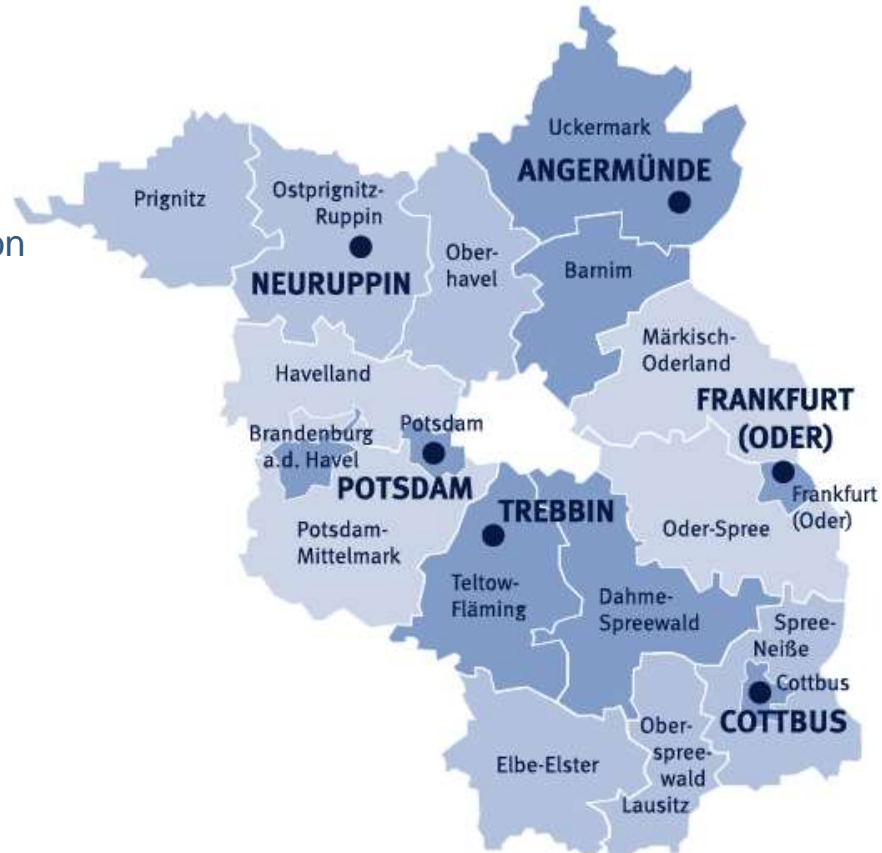 Uckermark
ANGERMÜNDE
Prignitz
Ostprignitz-
Ruppin
NEURUPPIN
on
Ober-
havel
Barnim
Märkisch-
Oderland
Havelland
FRANKFURT
(ODER)
Brandenburg
a.d. Havel
Potsdam
POTSDAM
TREBBIN
Frankfurt
(Oder)
Oder-Spree
Potsdam-
Mittelmark
Teltow-
Fläming
Dahme-
Spreewald
Spree-
Neiße
Cottbus
COTTBUS
Ober-
spree-
wald
Lausitz
Elbe-Elster